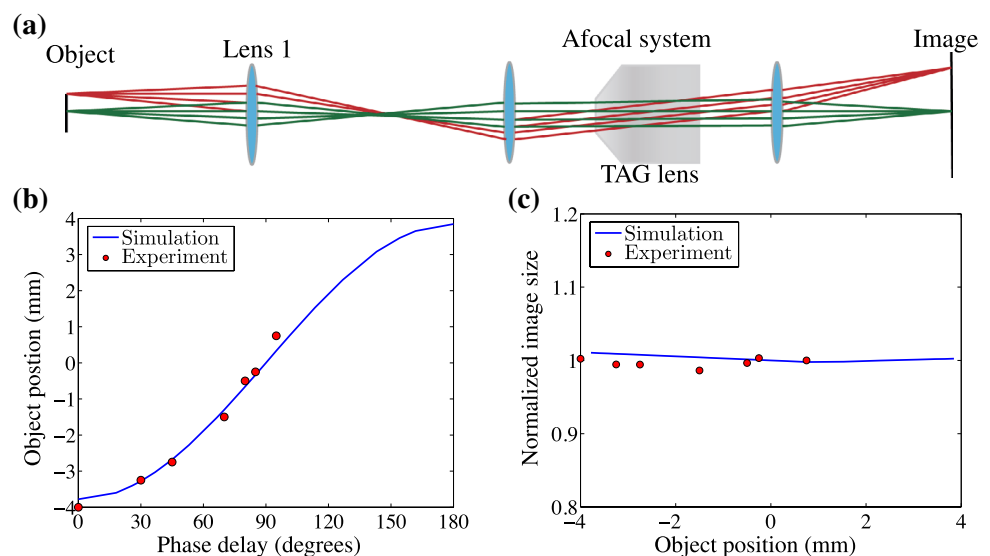 (a)
Object
Lens 1
Afocal system
Image
TAG lens
(b)
Object postion (mm)
4
3
2
1
0
−1
−2
−3
−4
Simulation
Experiment
0 30 60 90 120 150 180
Phase delay (degrees)
(c)
Normalized image size
1.2
1.1
1
0.9
0.8
Simulation
Experiment
−4 −2 0 2 4
Object position (mm)